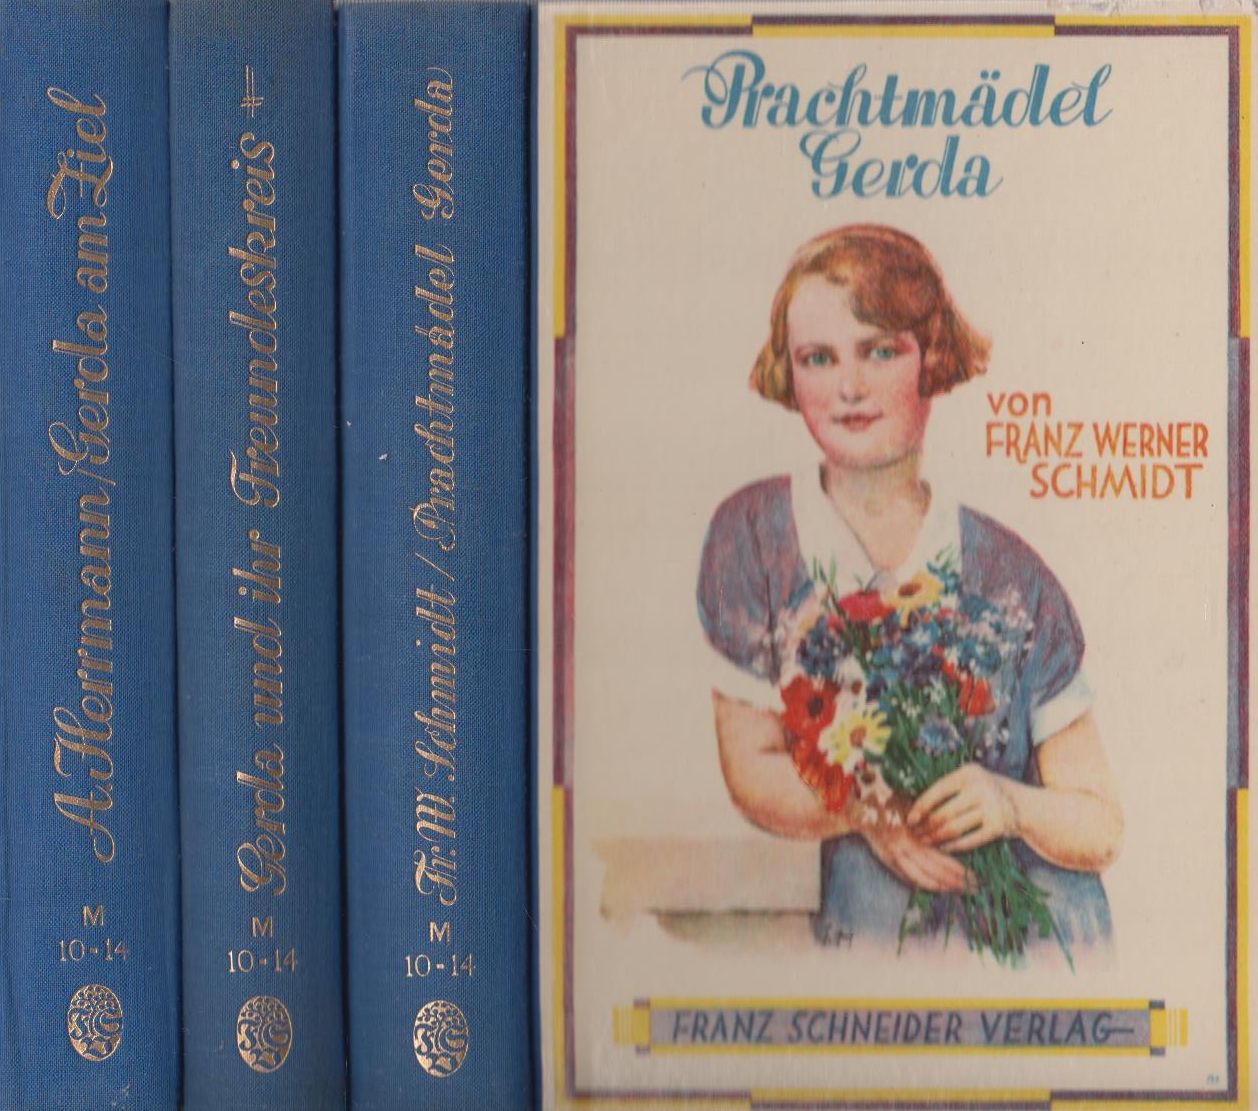 A. Herrmann/Gerda am Ziel
M
10-14
Gerda und ihr Freundeskreis
M
10-14
Fr. W. Schmidt / Prachtmädel Gerda
M
10-14
Prachtmädel
Gerda
von
FRANZ WERNER
SCHMIDT
FRANZ SCHNEIDER VERLAG